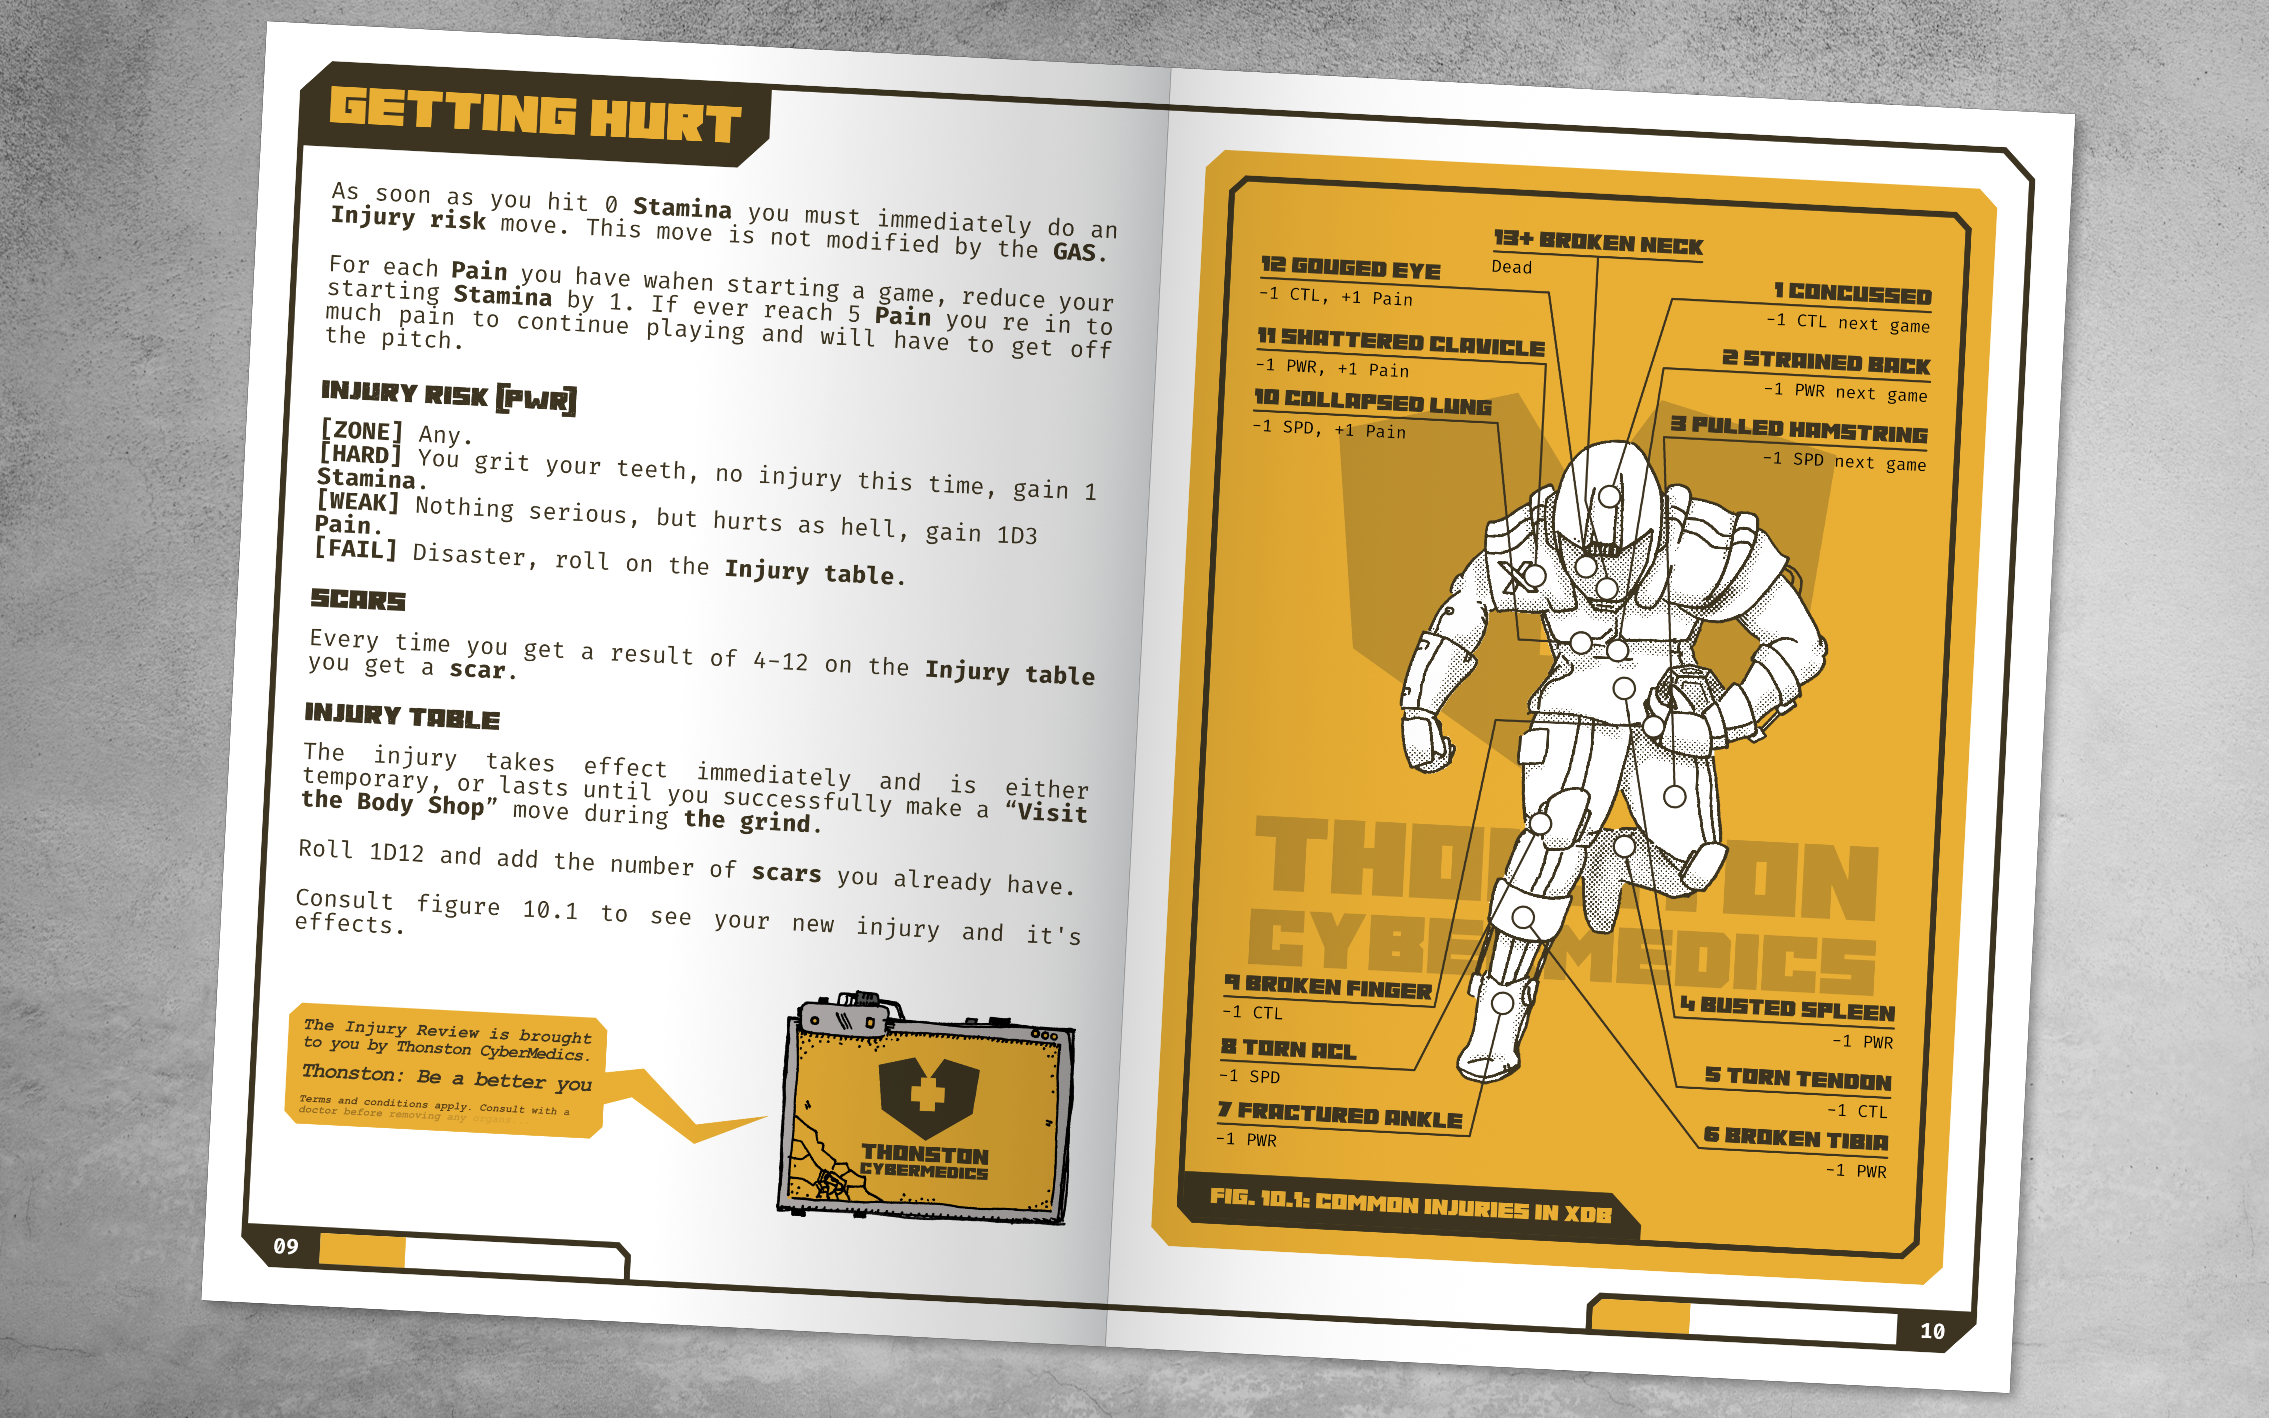 GETTING HURT
As soon as you hit 0 Stamina you must immediately do an
Injury risk move. This move is not modified by the GAS.
For each Pain you have wahen starting a game, reduce your
starting Stamina by 1. If ever reach 5 Pain you re in to
much pain to continue playing and will have to get off
the pitch.
INJURY RISK [PWR]
[ZONE] Any.
[HARD] You grit your teeth, no injury this time, gain 1
Stamina.
[WEAK] Nothing serious, but hurts as hell, gain 1D3
Pain.
[FAIL] Disaster, roll on the Injury table.
SCARS
Every time you get a result of 4-12 on the Injury table
you get a scar.
INJURY TABLE
The injury takes effect immediately and is either
temporary, or lasts until you successfully make a “Visit
the Body Shop” move during the grind.
Roll 1D12 and add the number of scars you already have.
Consult figure 10.1 to see your new injury and it's
effects.
The Injury Review is brought
to you by Thonston CyberMedics.
Thonston: Be a better you
Terms and conditions apply. Consult with a
doctor before removing any organs...
THONSTON
CYBERMEDICS
09
13+ BROKEN NECK
Dead
12 GOUGED EYE
-1 CTL, +1 Pain
11 SHATTERED CLAVICLE
-1 PWR, +1 Pain
10 COLLAPSED LUNG
-1 SPD, +1 Pain
1 CONCUSSED
-1 CTL next game
2 STRAINED BACK
-1 PWR next game
3 PULLED HAMSTRING
-1 SPD next game
X
THONSTON
CYBERMEDICS
9 BROKEN FINGER
-1 CTL
8 TORN ACL
-1 SPD
7 FRACTURED ANKLE
-1 PWR
4 BUSTED SPLEEN
-1 PWR
5 TORN TENDON
-1 CTL
6 BROKEN TIBIA
-1 PWR
FIG. 10.1: COMMON INJURIES IN XDB
10